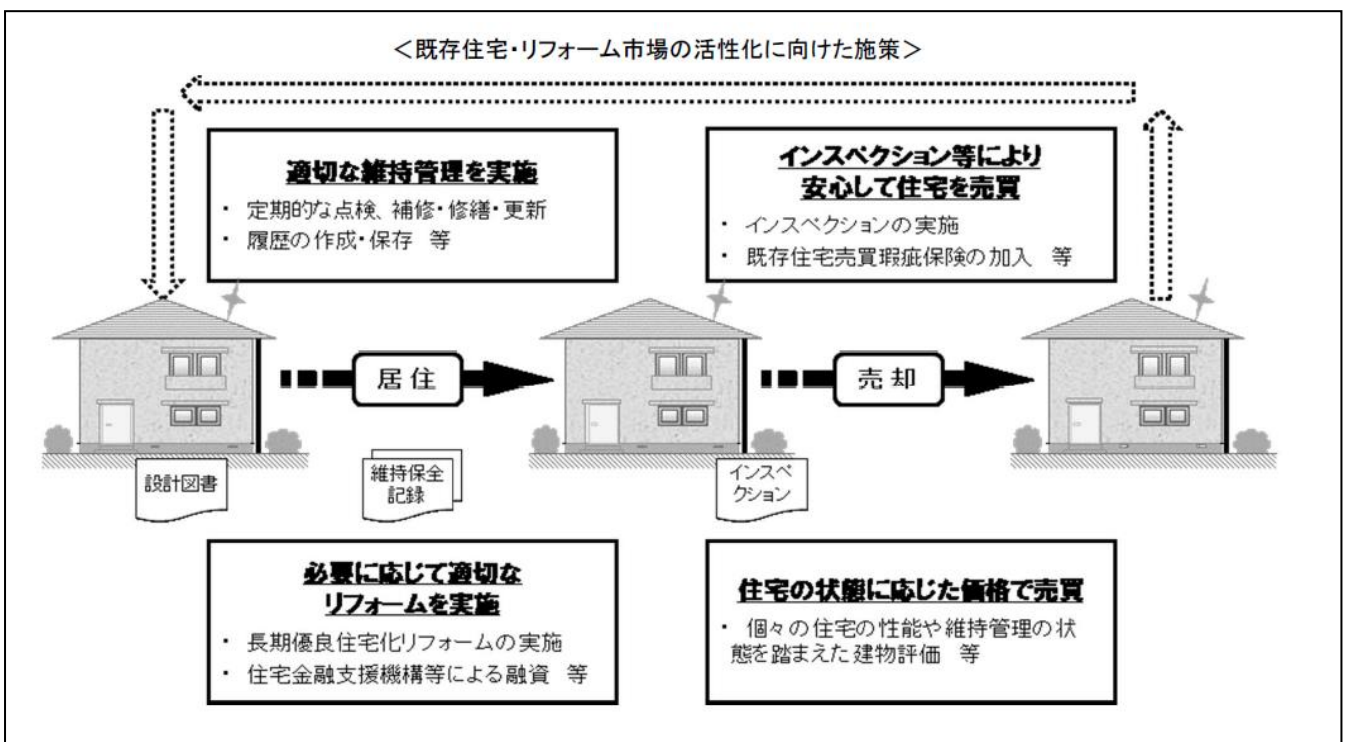 ＜既存住宅・リフォーム市場の活性化に向けた施策＞
適切な維持管理を実施
・ 定期的な点検、補修・修繕・更新
・ 履歴の作成・保存　等
インスペクション等により
安心して住宅を売買
・ インスペクションの実施
・ 既存住宅売買瑕疵保険の加入　等
居住
売却
設計図書
維持保全
記録
インスペ
クション
必要に応じて適切な
リフォームを実施
・ 長期優良住宅化リフォームの実施
・ 住宅金融支援機構等による融資　等
住宅の状態に応じた価格で売買
・ 個々の住宅の性能や維持管理の状
態を踏まえた建物評価　等